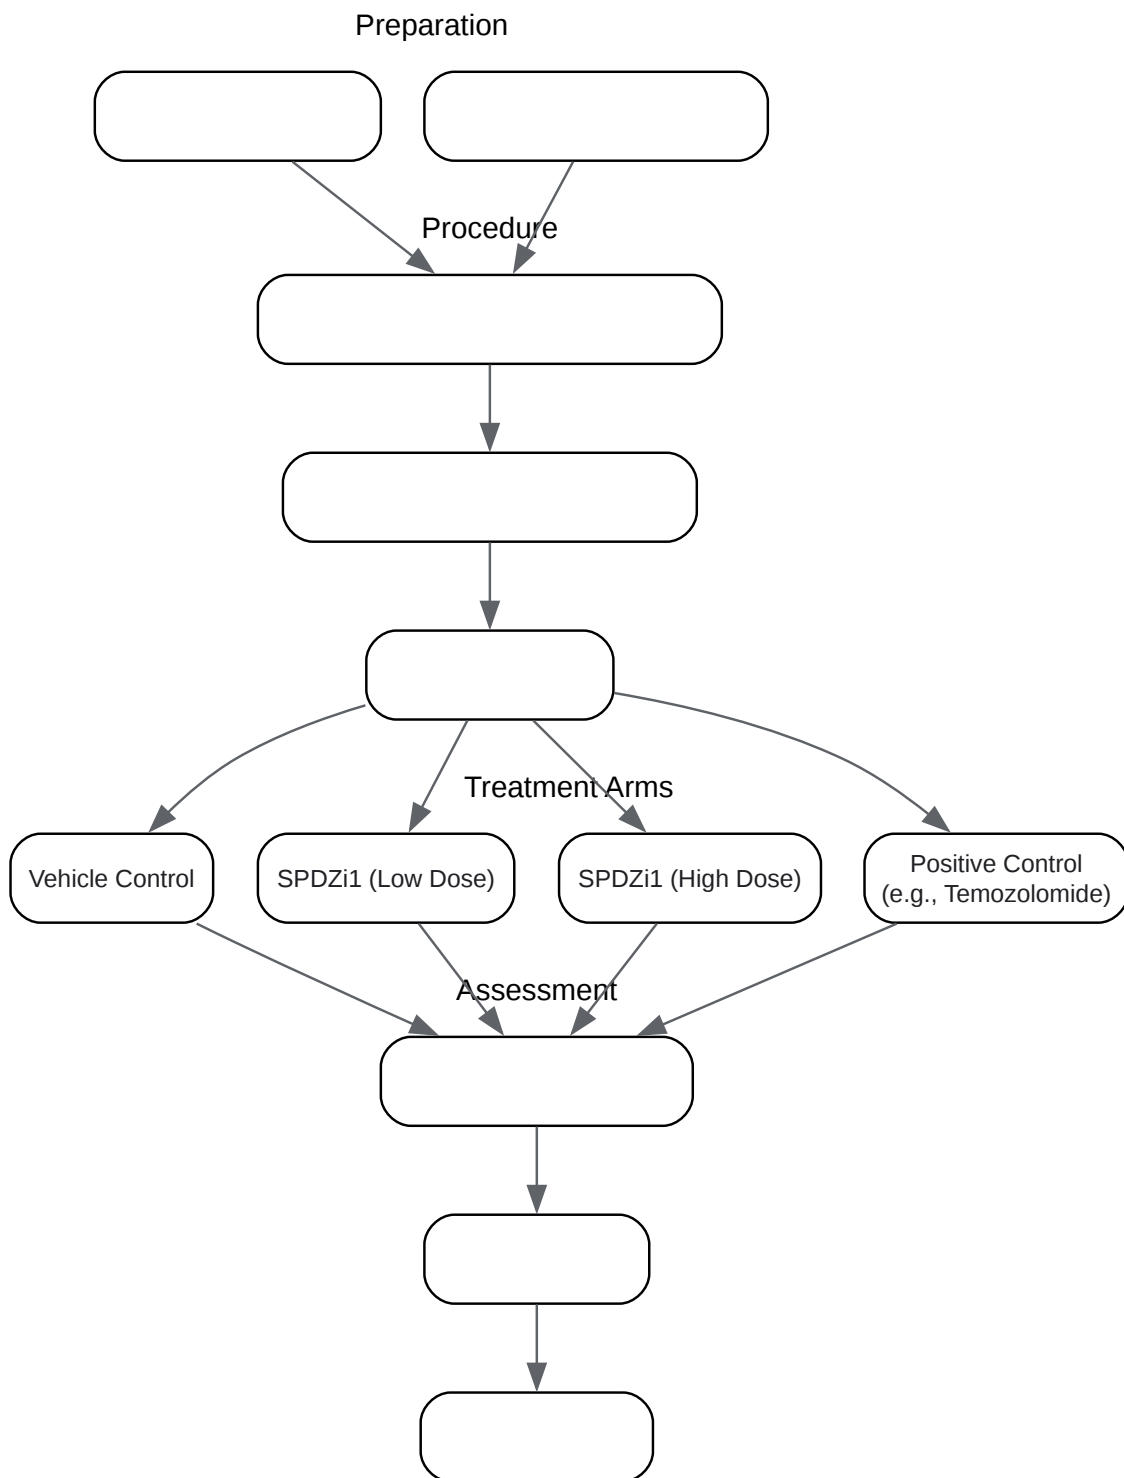 Preparation
Procedure
Treatment Arms
Vehicle Control
SPDZi1 (Low Dose)
SPDZi1 (High Dose)
Positive Control
(e.g., Temozolomide)
Assessment